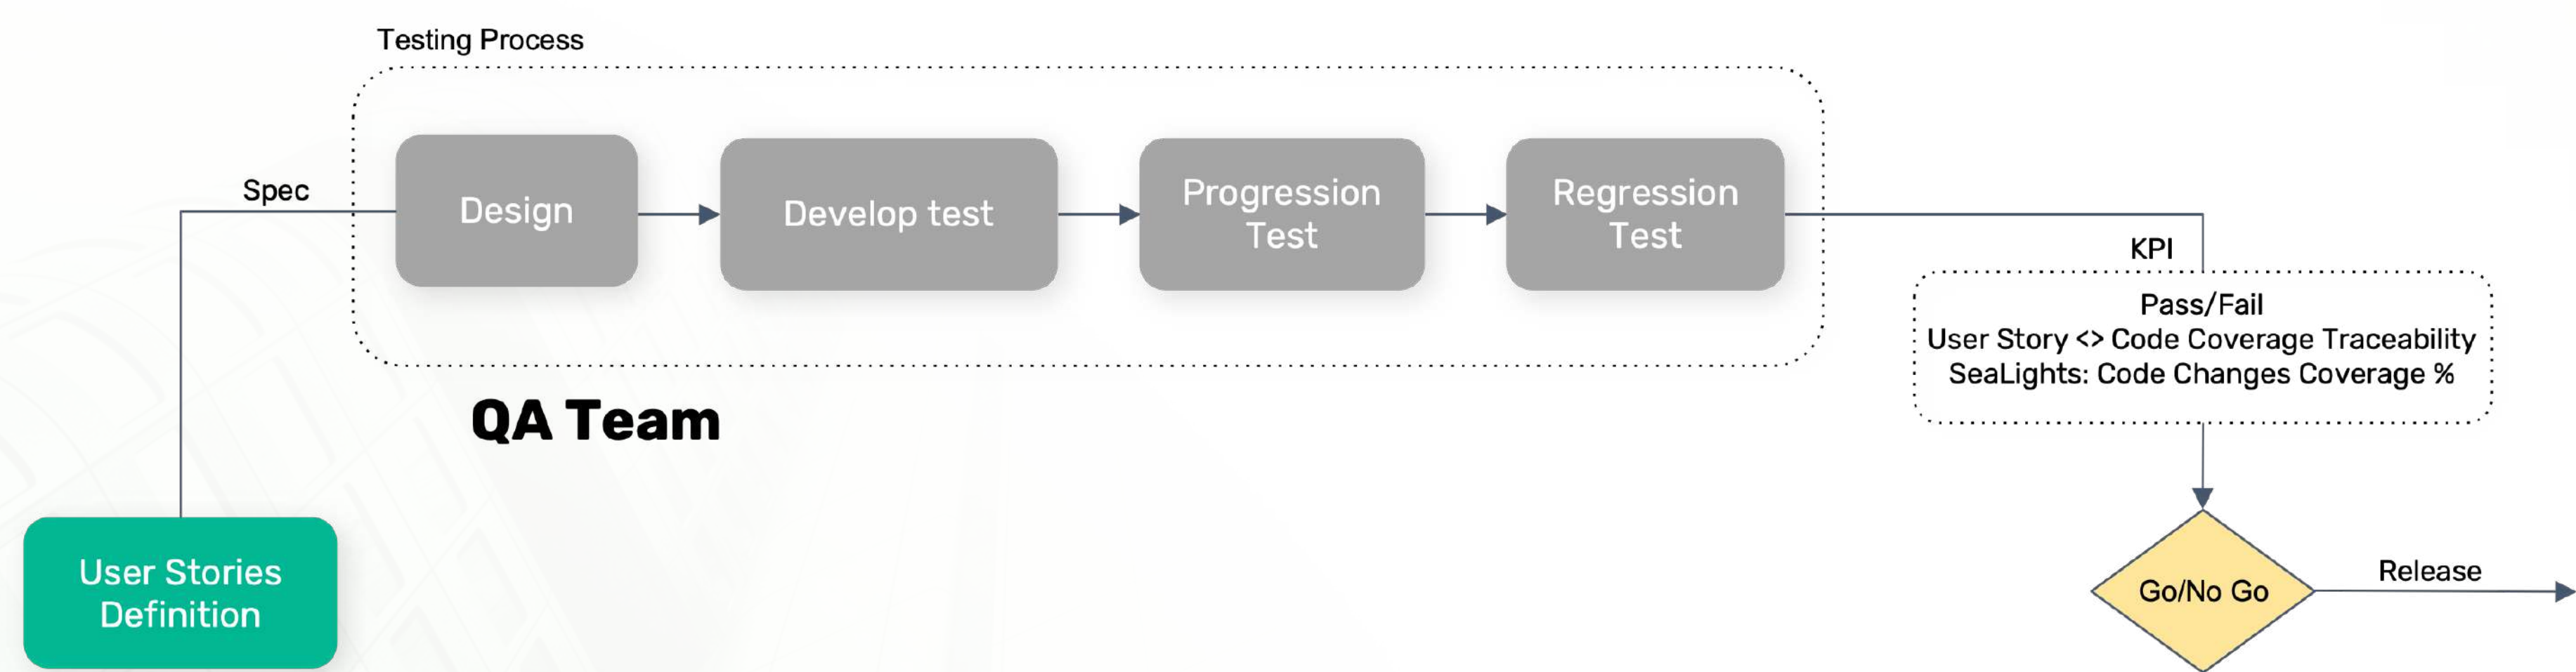 Testing Process
Spec
Design
Develop test
Progression
Test
Regression
Test
KPI
Pass/Fail
User Story <> Code Coverage Traceability
SeaLights: Code Changes Coverage %
QA Team
User Stories
Definition
Go/No Go
Release